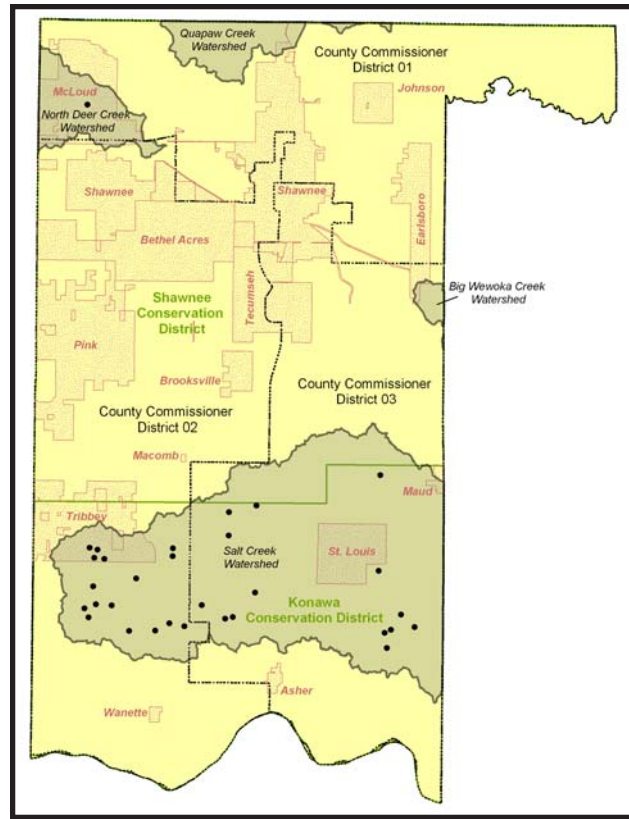 Quapaw Creek
Watershed
County Commissioner
District 01
McLoud
Johnson
North Deer Creek
Watershed
Shawnee
Shawnee
Earlsboro
Bethel Acres
Big Wewoka Creek
Watershed
Shawnee
Conservation
District
Tecumseh
Pink
Brooksville
County Commissioner
District 03
County Commissioner
District 02
Macomb
Maud
Tribbey
Salt Creek
Watershed
St. Louis
Konawa
Conservation District
Asher
Wanette